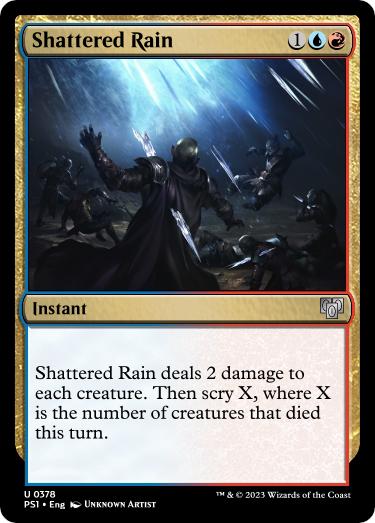 Shattered Rain 1
Instant
Shattered Rain deals 2 damage to
each creature. Then scry X, where X
is the number of creatures that died
this turn.
U 0378
PS1 • Eng Unknown Artist
™ & © 2023 Wizards of the Coast